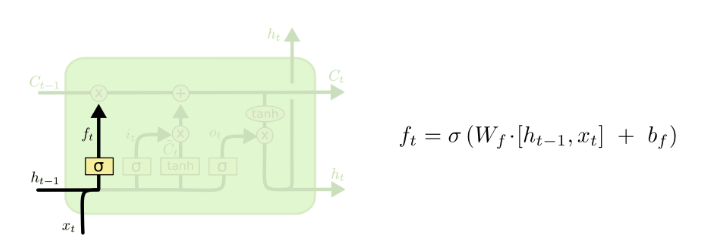 h_t
C_{t-1}
C_t
x
+
tanh
f_t
i_t
o_t
x
x
C̃_t
σ
σ
tanh
σ
h_{t-1}
h_t
x_t
f_t = σ (W_f·[h_{t-1}, x_t] + b_f)